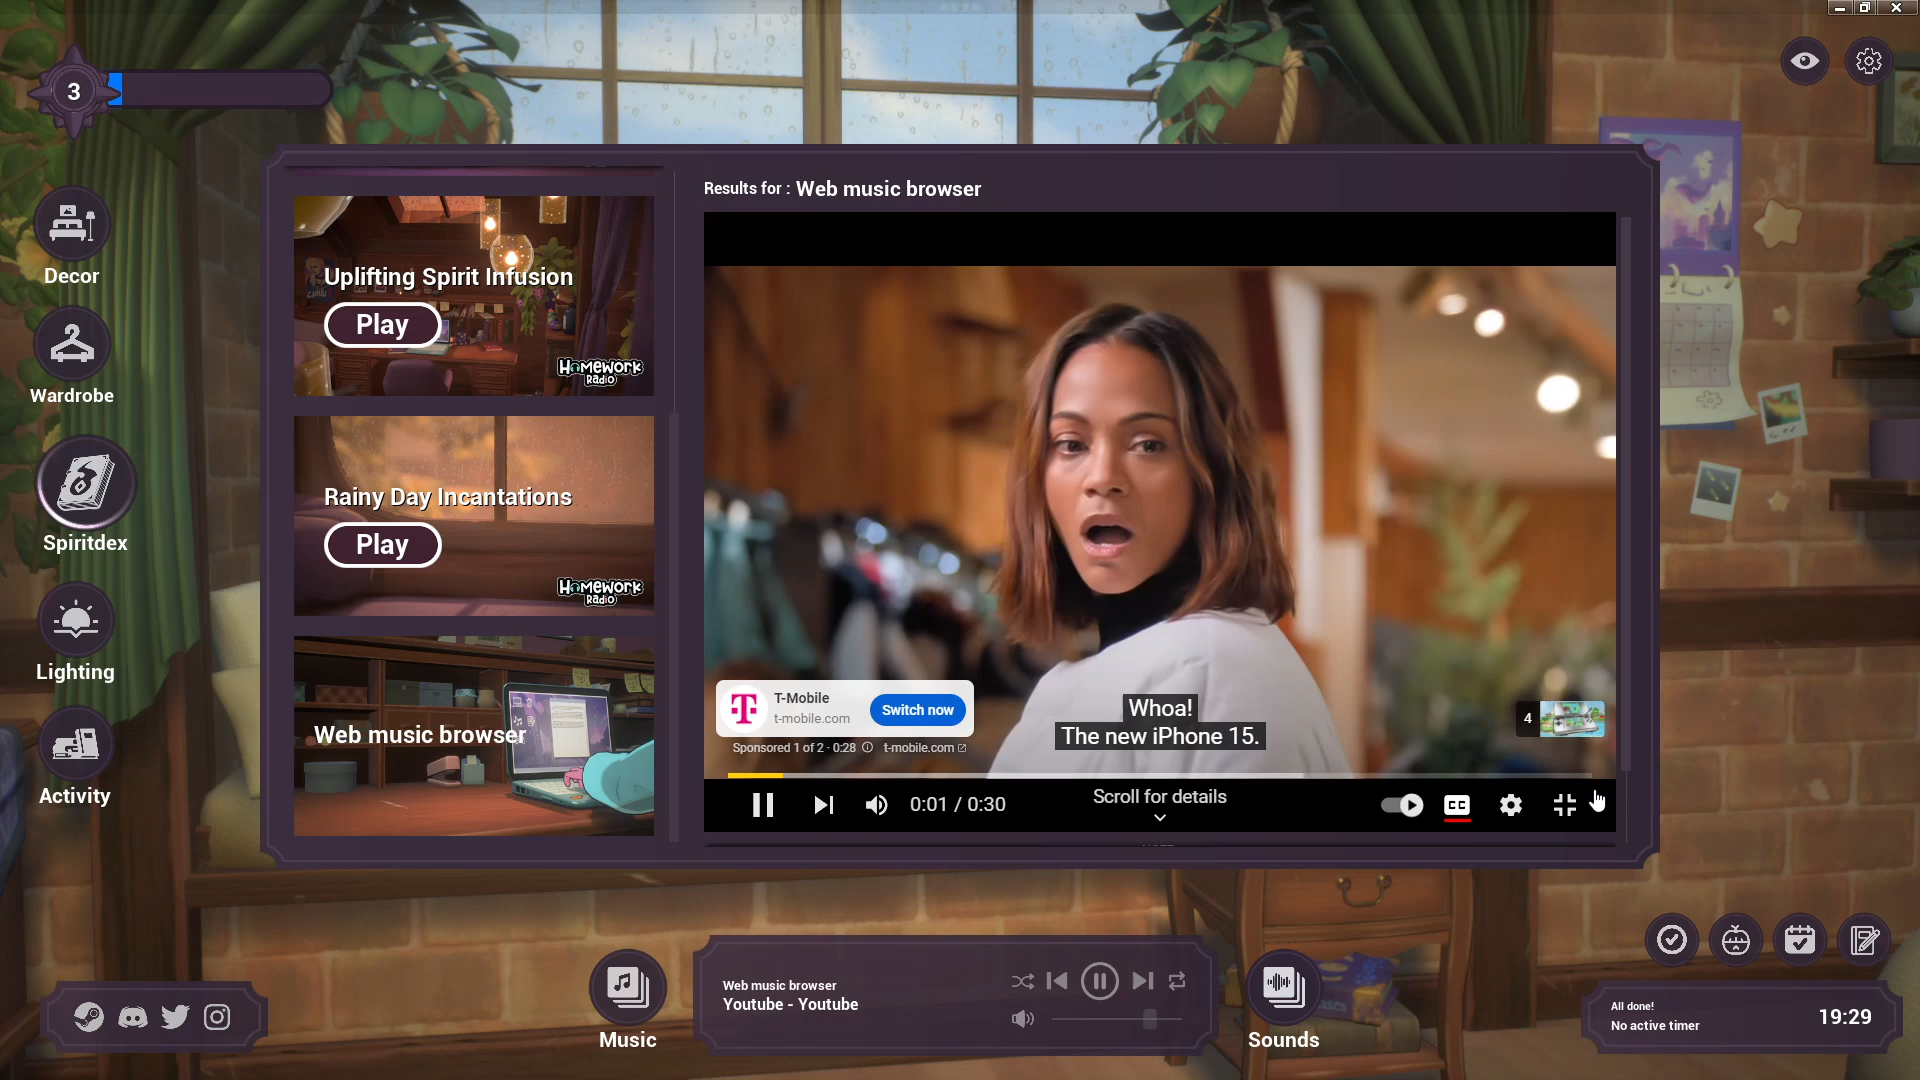 3
Decor
Wardrobe
Spiritdex
Lighting
Activity
Uplifting Spirit Infusion
Play
HOMEWORK
Radio
Rainy Day Incantations
Play
HOMEWORK
Radio
Web music browser
Results for : Web music browser
T-Mobile
t-mobile.com
Switch now
Sponsored 1 of 2 · 0:28 t-mobile.com
Whoa!
The new iPhone 15.
4
0:01 / 0:30
Scroll for details
CC
Music
Web music browser
Youtube - Youtube
Sounds
All done!
No active timer
19:29